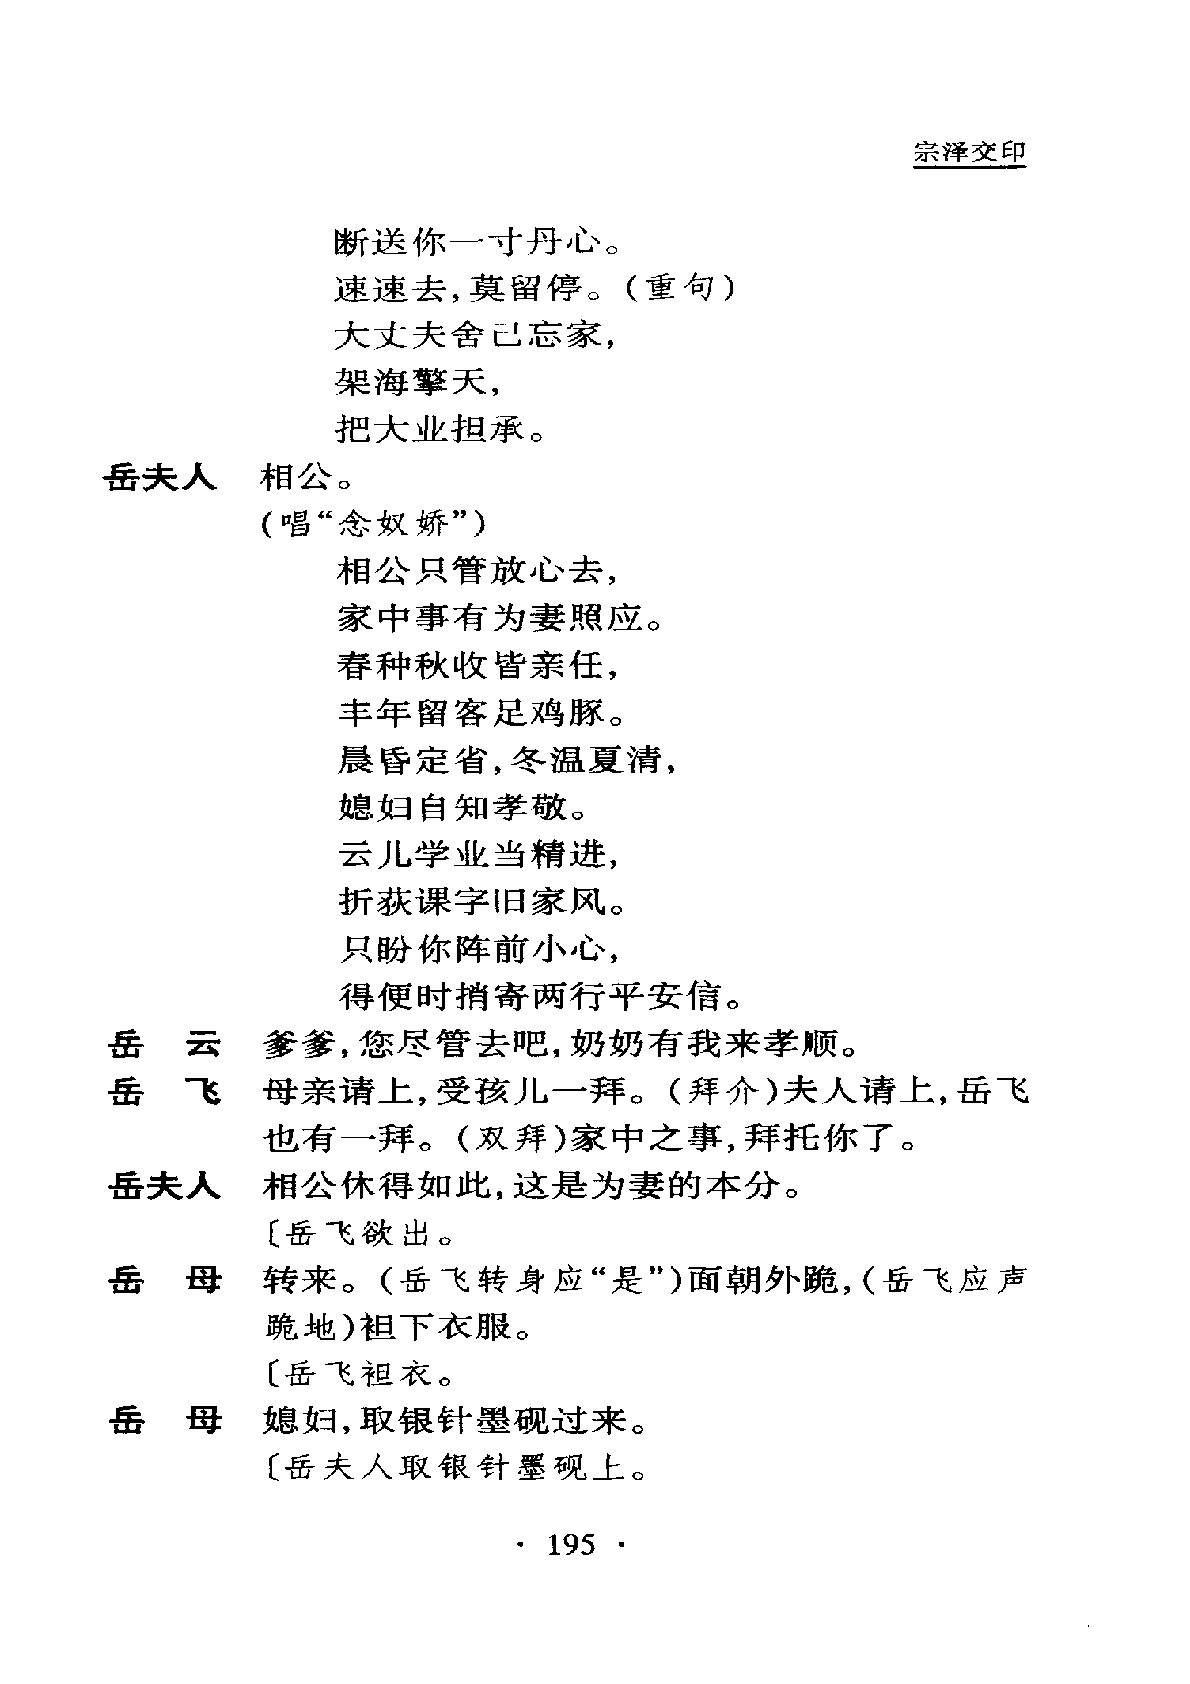 宗泽交印
断送你一寸丹心。
速速去,莫留停。(重句)
大丈夫舍己忘家,
架海擎天,
把大业担承。
岳夫人 相公。
(唱“念奴娇”)
相公只管放心去,
家中事有为妻照应。
春种秋收皆亲任,
丰年留客足鸡豚。
晨昏定省,冬温夏清,
媳妇自知孝敬。
云儿学业当精进,
折荻课字旧家风。
只盼你阵前小心,
得便时捎寄两行平安信。
岳 云 爹爹,您尽管去吧,奶奶有我来孝顺。
岳 飞 母亲请上,受孩儿一拜。(拜介)夫人请上,岳飞
也有一拜。(双拜)家中之事,拜托你了。
岳夫人 相公休得如此,这是为妻的本分。
〔岳飞欲出。
岳 母 转来。(岳飞转身应“是”)面朝外跪,(岳飞应声
跪地)袒下衣服。
〔岳飞袒衣。
岳 母 媳妇,取银针墨砚过来。
〔岳夫人取银针墨砚上。
· 195 ·